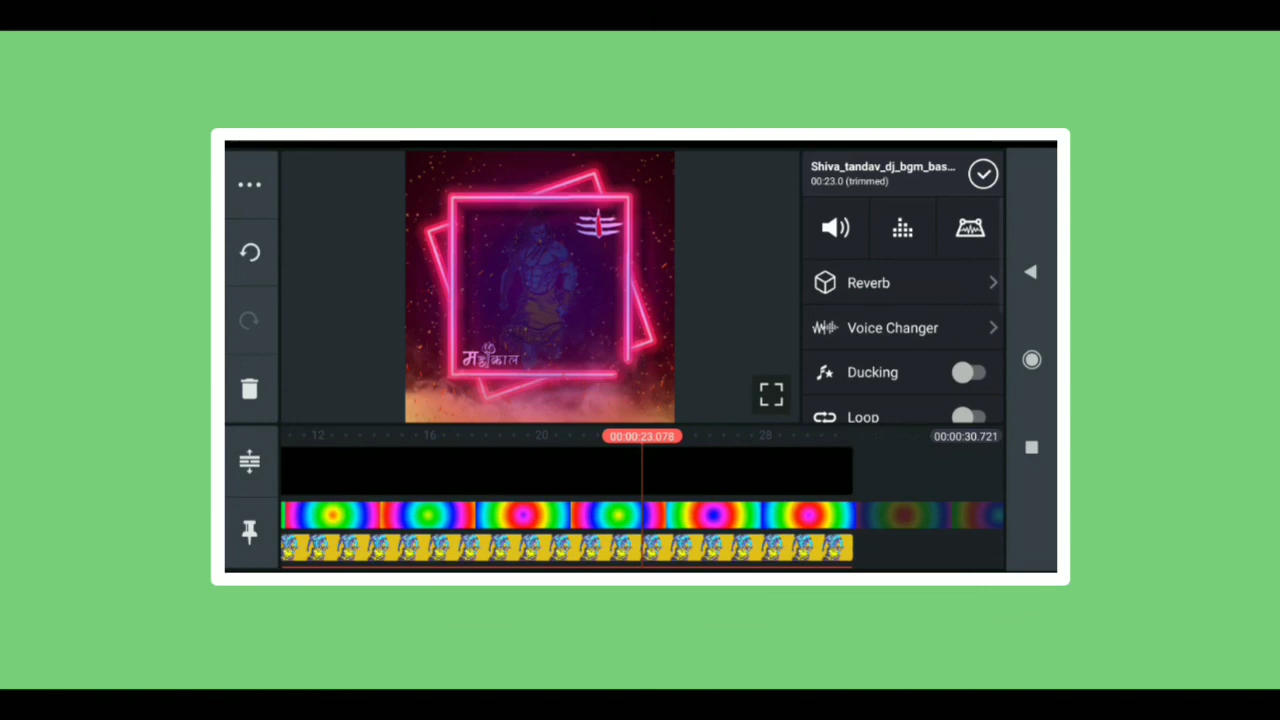 Shiva_tandav_dj_bgm_bas...
00:23.0 (trimmed)
Reverb
Voice Changer
Ducking
Loop
महाकाल
12 16 20 00:00:23.078 28 00:00:30.721